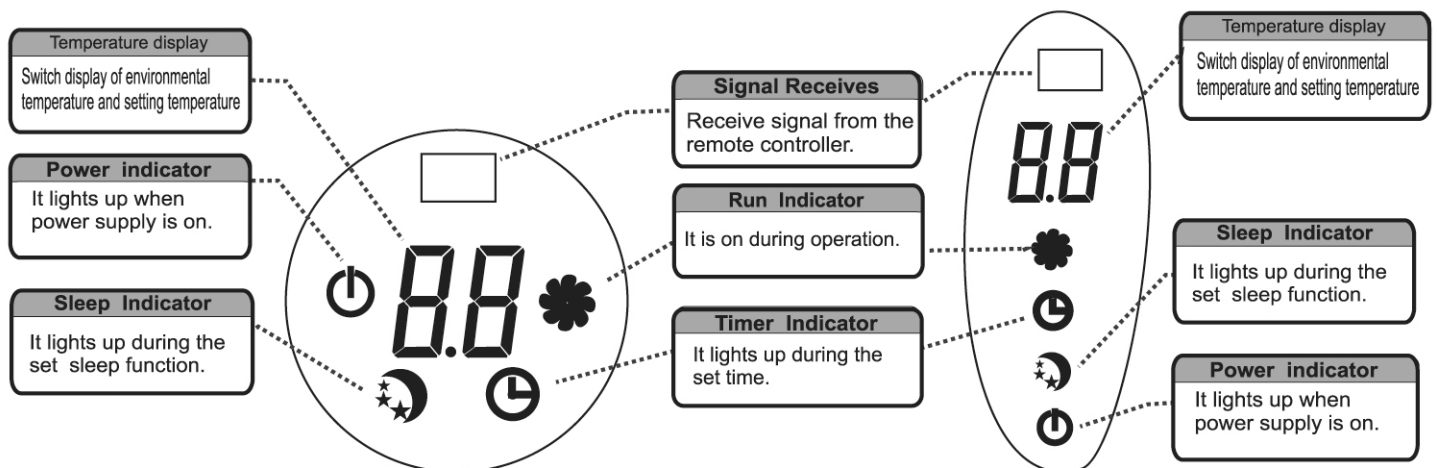 Temperature display
Switch display of environmental
temperature and setting temperature
Power indicator
It lights up when
power supply is on.
Sleep Indicator
It lights up during the
set sleep function.
8.8
Signal Receives
Receive signal from the
remote controller.
Run Indicator
It is on during operation.
Timer Indicator
It lights up during the
set time.
8.8
Temperature display
Switch display of environmental
temperature and setting temperature
Sleep Indicator
It lights up during the
set sleep function.
Power indicator
It lights up when
power supply is on.